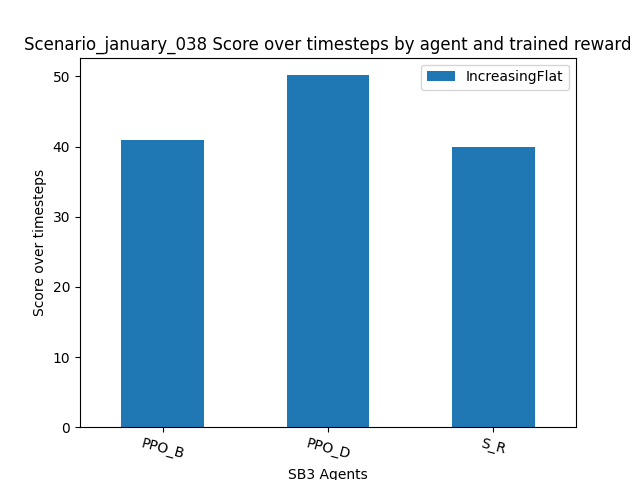 Scenario_january_038 Score over timesteps by agent and trained reward
IncreasingFlat
50
40
30
20
10
0
Score over timesteps
PPO_B
PPO_D
S_R
SB3 Agents